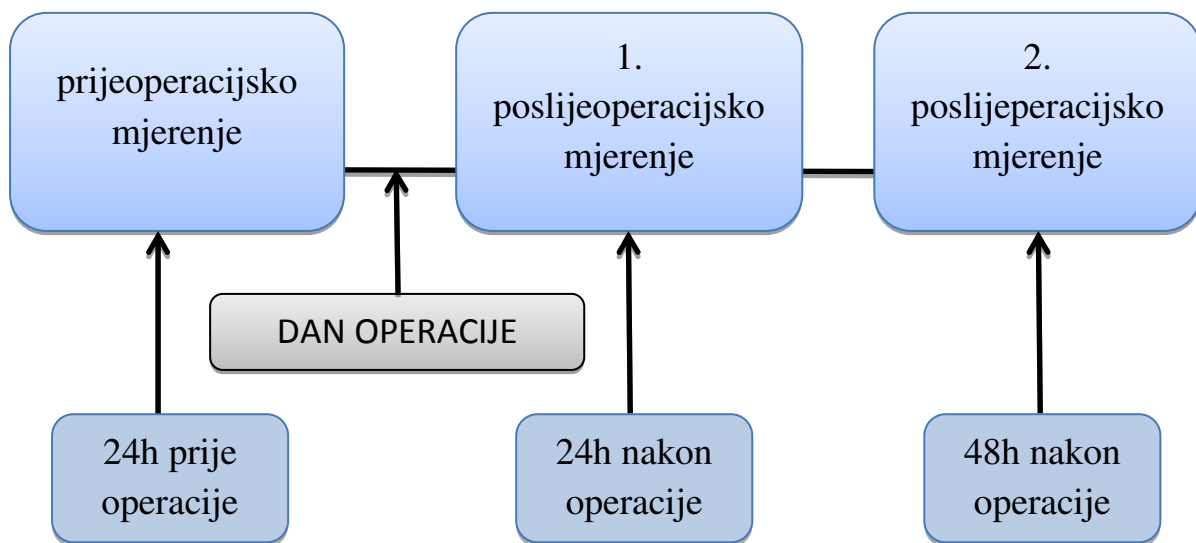 prijeoperacijsko
mjerenje
1.
poslijeoperacijsko
mjerenje
2.
poslijeperacijsko
mjerenje
DAN OPERACIJE
24h prije
operacije
24h nakon
operacije
48h nakon
operacije